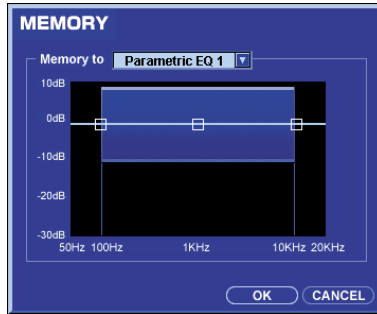 MEMORY
Memory to Parametric EQ 1
10dB
0dB
-10dB
-20dB
-30dB
50Hz 100Hz 1KHz 10KHz 20KHz
OK CANCEL